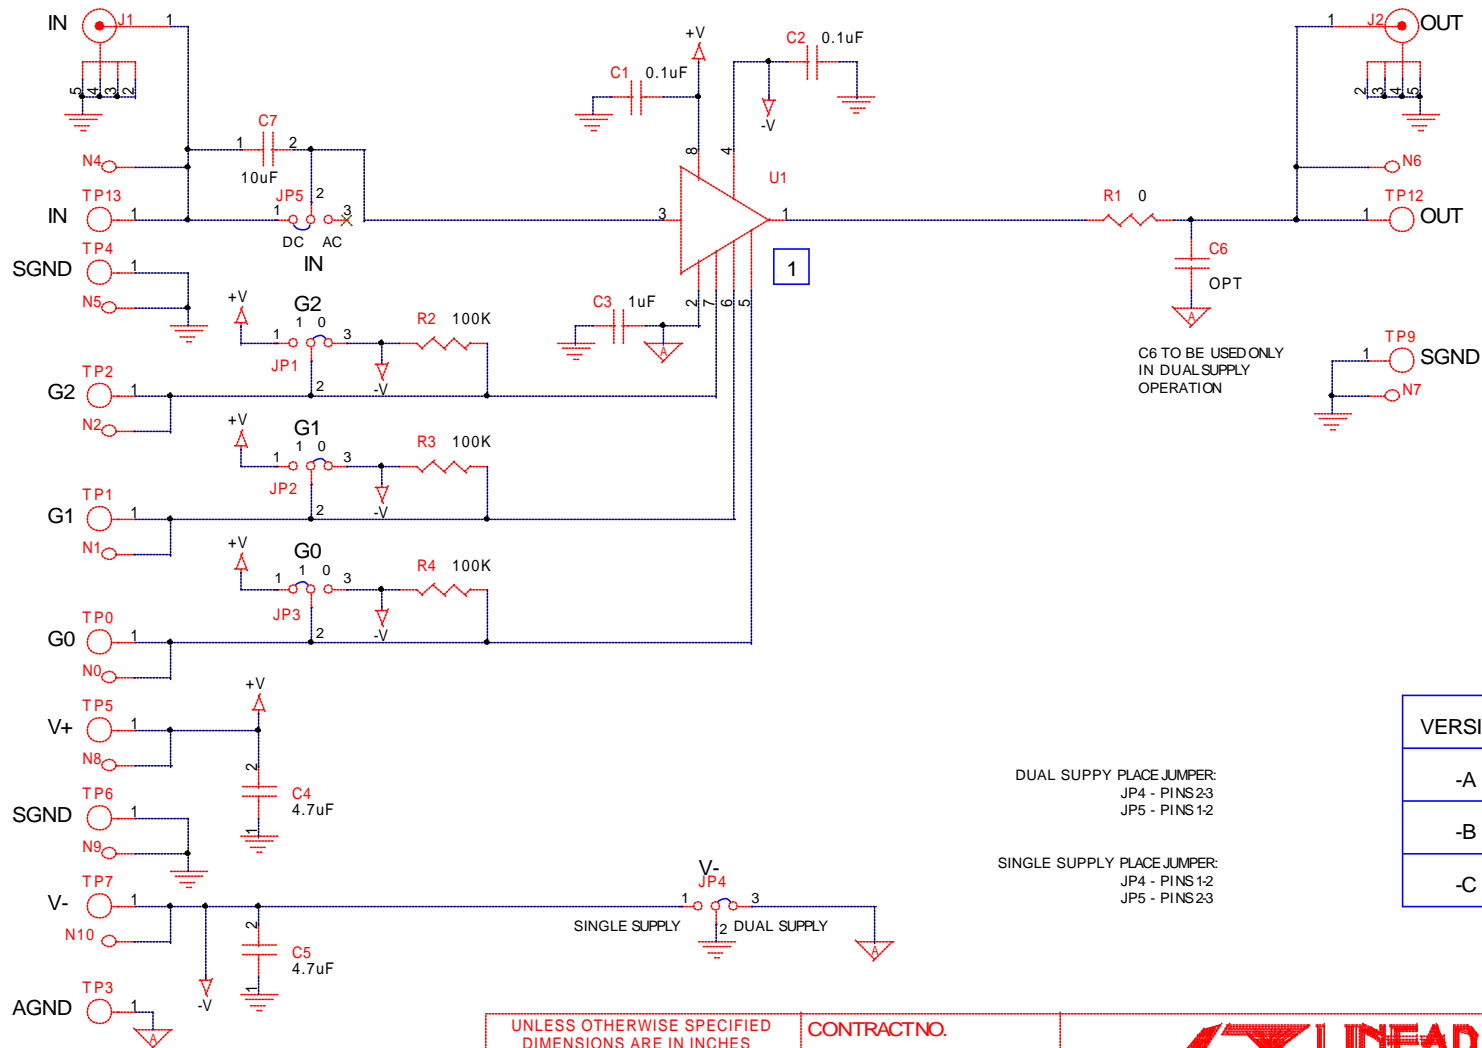 IN J1 1
5 4 3 2
N4
C7
1 2
10uF
TP13
IN 1
JP5
1 2 3
DC AC
IN
TP4
SGND 1
N5
+V
C1 0.1uF
C2 0.1uF
-V
8 4
U1
3 1
1
2 7 6 5
C3 1uF
A
R1 0
C6
OPT
A
C6 TO BE USED ONLY
IN DUAL SUPPLY
OPERATION
1 J2 OUT
2 3 4 5
N6
TP12
1 OUT
TP9
1 SGND
N7
+V G2
1 1 0 3
JP1
2
-V
R2 100K
TP2
G2 1
N2
+V G1
1 1 0 3
JP2
2
-V
R3 100K
TP1
G1 1
N1
+V G0
1 1 0 3
JP3
2
-V
R4 100K
TP0
G0 1
N0
TP5
V+ 1
N8
+V
2
C4
4.7uF
1
TP6
SGND 1
N9
TP7
V- 1
N10
-V
2
C5
4.7uF
1
V-
JP4
1 3
SINGLE SUPPLY 2 DUAL SUPPLY
A
TP3
AGND 1
A
DUAL SUPPY PLACE JUMPER:
JP4 - PINS 2-3
JP5 - PINS 1-2
SINGLE SUPPLY PLACE JUMPER:
JP4 - PINS 1-2
JP5 - PINS 2-3
VERSI
-A
-B
-C
UNLESS OTHERWISE SPECIFIED
DIMENSIONS ARE IN INCHES
CONTRACT NO.
LINEAR